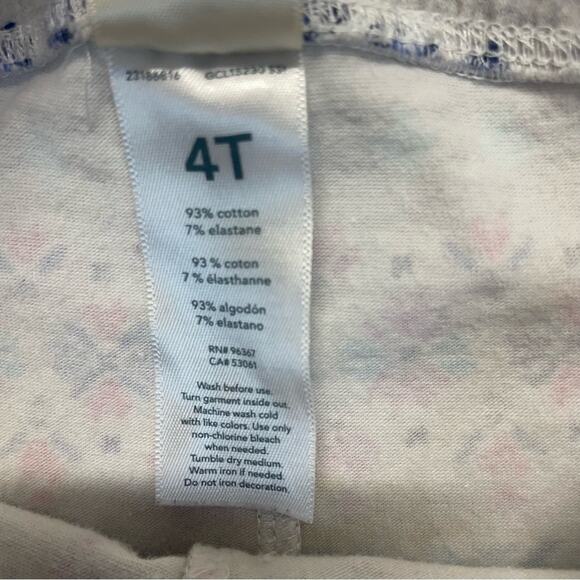 23186616
4T
93% cotton
7% elastane
93 % coton
7 % élasthanne
93% algodón
7% elastano
RN# 96367
CA# 53061
Wash before use.
Turn garment inside out.
Machine wash cold
with like colors. Use only
non-chlorine bleach
when needed.
Tumble dry medium.
Warm iron if needed.
Do not iron decoration.